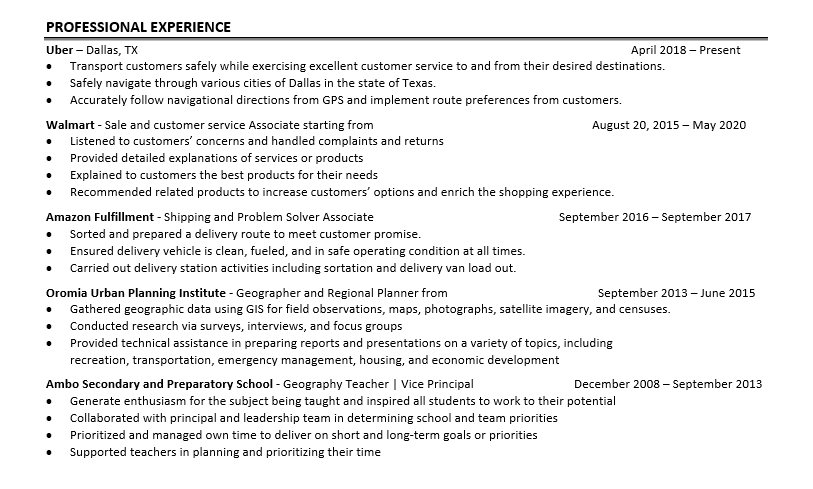 PROFESSIONAL EXPERIENCE
Uber – Dallas, TX April 2018 – Present
• Transport customers safely while exercising excellent customer service to and from their desired destinations.
• Safely navigate through various cities of Dallas in the state of Texas.
• Accurately follow navigational directions from GPS and implement route preferences from customers.
Walmart - Sale and customer service Associate starting from August 20, 2015 – May 2020
• Listened to customers’ concerns and handled complaints and returns
• Provided detailed explanations of services or products
• Explained to customers the best products for their needs
• Recommended related products to increase customers’ options and enrich the shopping experience.
Amazon Fulfillment - Shipping and Problem Solver Associate September 2016 – September 2017
• Sorted and prepared a delivery route to meet customer promise.
• Ensured delivery vehicle is clean, fueled, and in safe operating condition at all times.
• Carried out delivery station activities including sortation and delivery van load out.
Oromia Urban Planning Institute - Geographer and Regional Planner from September 2013 – June 2015
• Gathered geographic data using GIS for field observations, maps, photographs, satellite imagery, and censuses.
• Conducted research via surveys, interviews, and focus groups
• Provided technical assistance in preparing reports and presentations on a variety of topics, including
recreation, transportation, emergency management, housing, and economic development
Ambo Secondary and Preparatory School - Geography Teacher | Vice Principal December 2008 – September 2013
• Generate enthusiasm for the subject being taught and inspired all students to work to their potential
• Collaborated with principal and leadership team in determining school and team priorities
• Prioritized and managed own time to deliver on short and long-term goals or priorities
• Supported teachers in planning and prioritizing their time